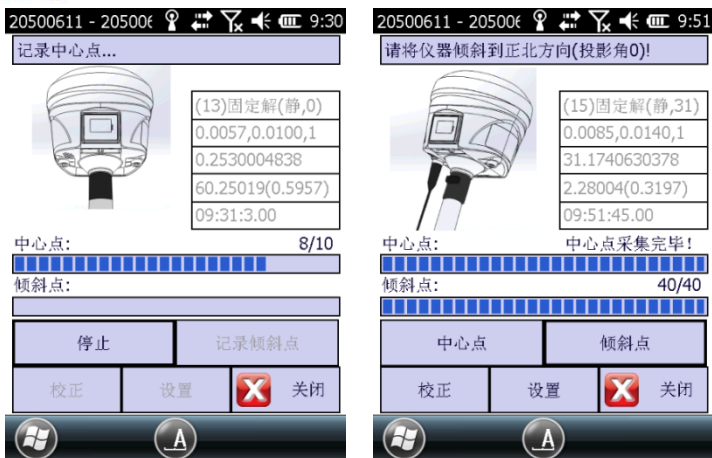 20500611 - 205006 9:30
记录中心点...
(13)固定解(静,0)
0.0057,0.0100,1
0.2530004838
60.25019(0.5957)
09:31:3.00
中心点: 8/10
倾斜点:
停止 记录倾斜点
校正 设置 关闭
A
20500611 - 205006 9:51
请将仪器倾斜到正北方向(投影角0)!
(15)固定解(静,31)
0.0085,0.0140,1
31.1740630378
2.28004(0.3197)
09:51:45.00
中心点: 中心点采集完毕!
倾斜点: 40/40
中心点 倾斜点
校正 设置 关闭
A